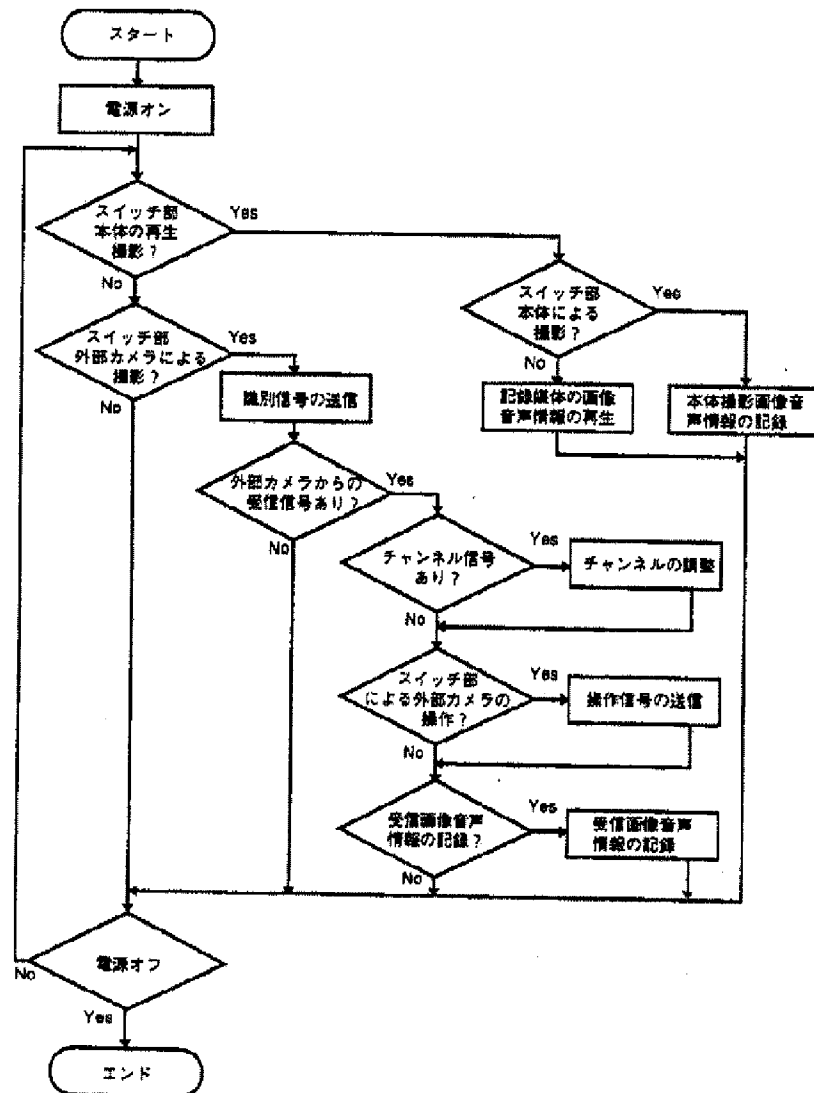 スタート
電源オン
スイッチ部
本体の再生
撮影?
Yes
No
スイッチ部
本体による
撮影?
Yes
No
スイッチ部
外部カメラによる
撮影?
Yes
No
識別信号の送信
記録媒体の画像
音声情報の再生
本体撮影画像音
声情報の記録
外部カメラからの
受信信号あり?
Yes
No
チャンネル信号
あり?
Yes
No
チャンネルの調整
スイッチ部
による外部カメラの
操作?
Yes
No
操作信号の送信
受信画像音声
情報の記録?
Yes
No
受信画像音声
情報の記録
電源オフ
No
Yes
エンド